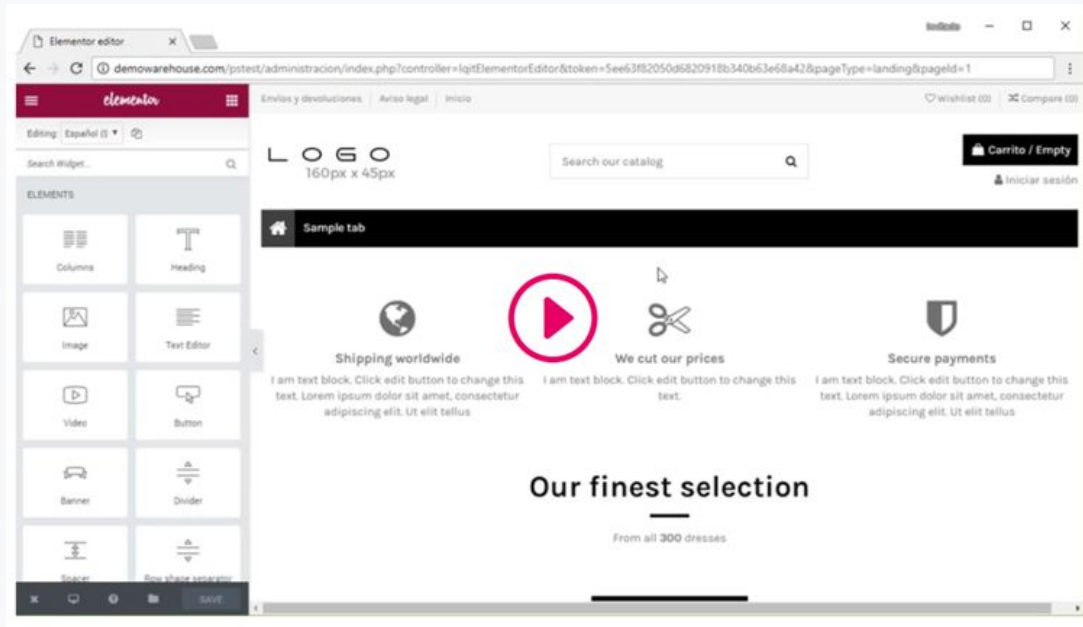 Elementor editor
demowarehouse.com/pstest/administracion/index.php?controller=IqitElementorEditor&token=5ee63f82050d6820918b340b63e68a42&pageType=landing&pageId=1
elementor
Envíos y devoluciones Aviso legal Inicio
Wishlist (0) Compare (0)
Editing: Español (S
Search Widget...
LOGO
160px x 45px
Search our catalog
Carrito / Empty
Iniciar sesión
ELEMENTS
Sample tab
Columns Heading
Image Text Editor
Video Button
Banner Divider
Spacer Row shape separator
SAVE
Shipping worldwide
I am text block. Click edit button to change this
text. Lorem ipsum dolor sit amet, consectetur
adipiscing elit. Ut elit tellus
We cut our prices
I am text block. Click edit button to change this
text.
Secure payments
I am text block. Click edit button to change this
text. Lorem ipsum dolor sit amet, consectetur
adipiscing elit. Ut elit tellus
Our finest selection
From all 300 dresses